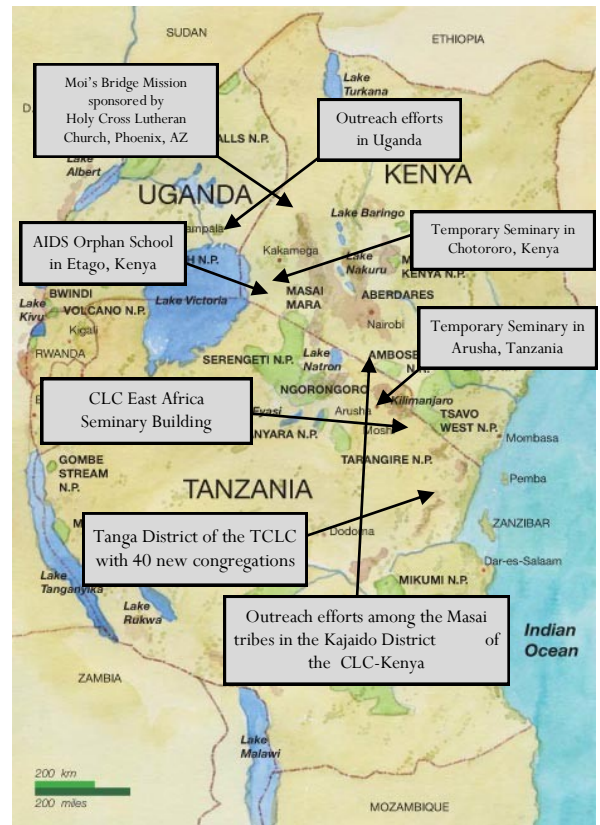 SUDAN
ETHIOPIA
Moi's Bridge Mission
sponsored by
Holy Cross Lutheran
Church, Phoenix, AZ
Lake
Turkana
Outreach efforts
in Uganda
ALLS N.P.
Lake
Albert
UGANDA
KENYA
Lake Baringo
Temporary Seminary in
Chotororo, Kenya
AIDS Orphan School
in Etago, Kenya
Kakamega
Lake
Nakuru
KENYA N.P.
BWINDI
VOLCANO N.P.
Lake Victoria
MASAI
MARA
ABERDARES
Lake
Kivu
Kigali
Nairobi
RWANDA
SERENGETI N.P.
Lake
Natron
Temporary Seminary in
Arusha, Tanzania
CLC East Africa
Seminary Building
NGORONGORO
Kilimanjaro
Arusha
TSAVO
WEST N.P.
Mombasa
TARANGIRE N.P.
GOMBE
STREAM
N.P.
TANZANIA
Pemba
ZANZIBAR
Tanga District of the TCLC
with 40 new congregations
Dodoma
Dar-es-Salaam
MIKUMI N.P.
Lake
Tanganyika
Lake
Rukwa
Outreach efforts among the Masai
tribes in the Kajaido District of
the CLC-Kenya
Indian
Ocean
ZAMBIA
Lake
Malawi
200 km
200 miles
MOZAMBIQUE